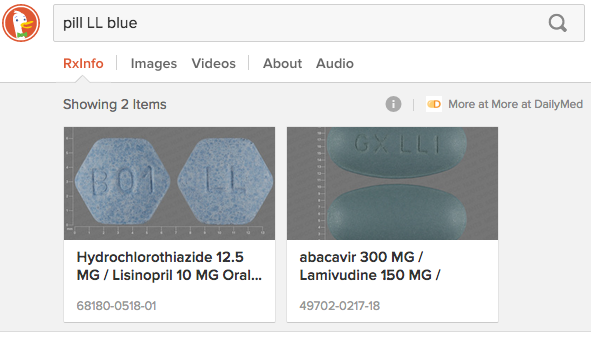 pill LL blue
RxInfo Images Videos About Audio
Showing 2 Items
More at More at DailyMed
B01 LL
GX LL1
Hydrochlorothiazide 12.5
MG / Lisinopril 10 MG Oral...
68180-0518-01
abacavir 300 MG /
Lamivudine 150 MG /
49702-0217-18